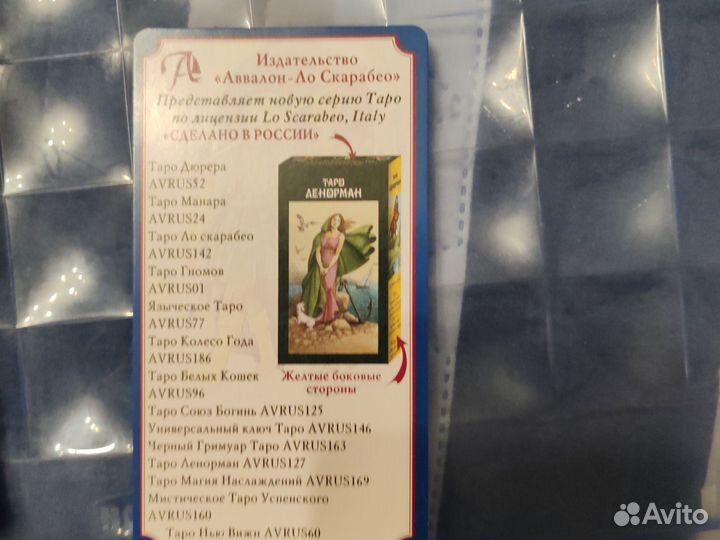 Издательство
«Аввалон-Ло Скарабео»
Представляет новую серию Таро
по лицензии Lo Scarabeo, Italy
«СДЕЛАНО В РОССИИ»
Таро Дюрера
AVRUS52
Таро Манара
AVRUS24
Таро Ло скарабео
AVRUS142
Таро Гномов
AVRUS01
Языческое Таро
AVRUS77
Таро Колесо Года
AVRUS186
Таро Белых Кошек
AVRUS96
Таро Союз Богинь AVRUS125
Универсальный ключ Таро AVRUS146
Черный Гримуар Таро AVRUS163
Таро Ленорман AVRUS127
Таро Магия Наслаждений AVRUS169
Мистическое Таро Успенского
AVRUS160
Таро Нью Вижн AVRUS60
ТАРО
ЛЕНОРМАН
Желтые боковые
стороны
Avito